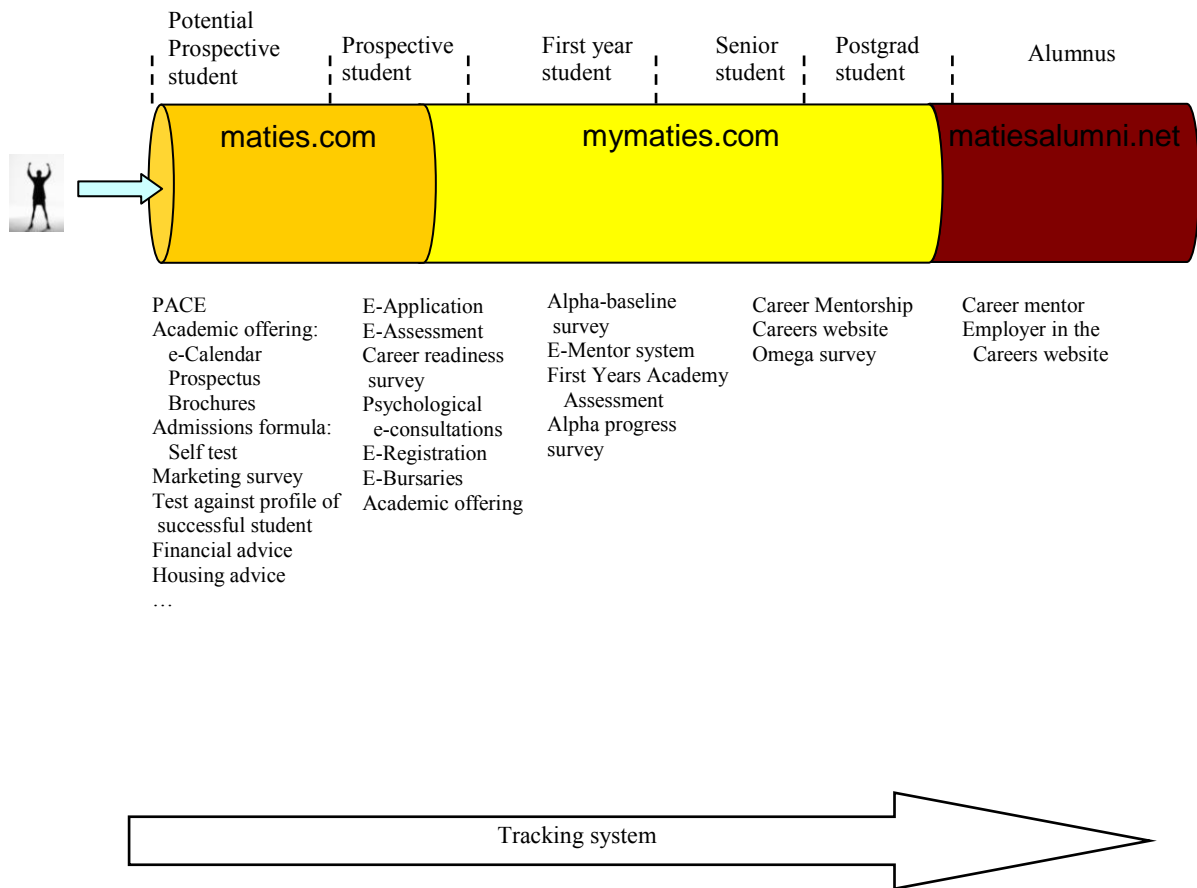 Potential
Prospective
student
Prospective
student
First year
student
Senior
student
Postgrad
student
Alumnus
maties.com
mymaties.com
matiesalumni.net
PACE
Academic offering:
e-Calendar
Prospectus
Brochures
Admissions formula:
Self test
Marketing survey
Test against profile of
successful student
Financial advice
Housing advice
…
E-Application
E-Assessment
Career readiness
survey
Psychological
e-consultations
E-Registration
E-Bursaries
Academic offering
Alpha-baseline
survey
E-Mentor system
First Years Academy
Assessment
Alpha progress
survey
Career Mentorship
Careers website
Omega survey
Career mentor
Employer in the
Careers website
Tracking system